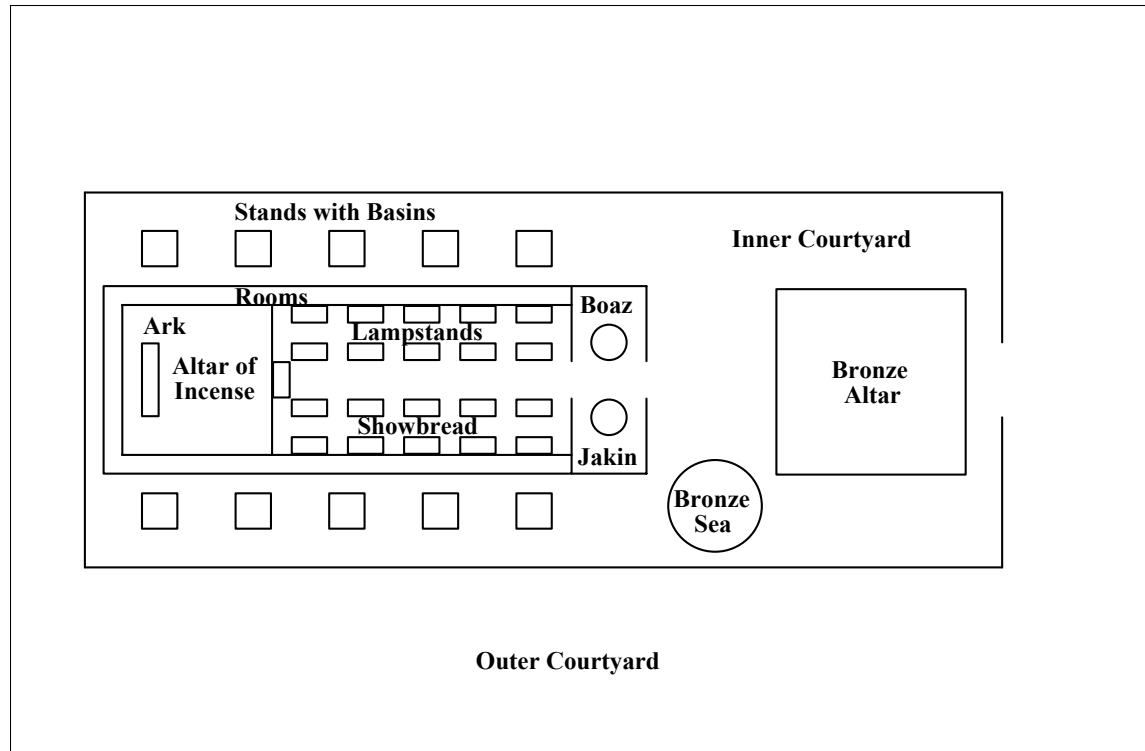 Stands with Basins
Inner Courtyard
Rooms
Boaz
Ark
Lampstands
Altar of
Incense
Bronze
Altar
Showbread
Jakin
Bronze
Sea
Outer Courtyard